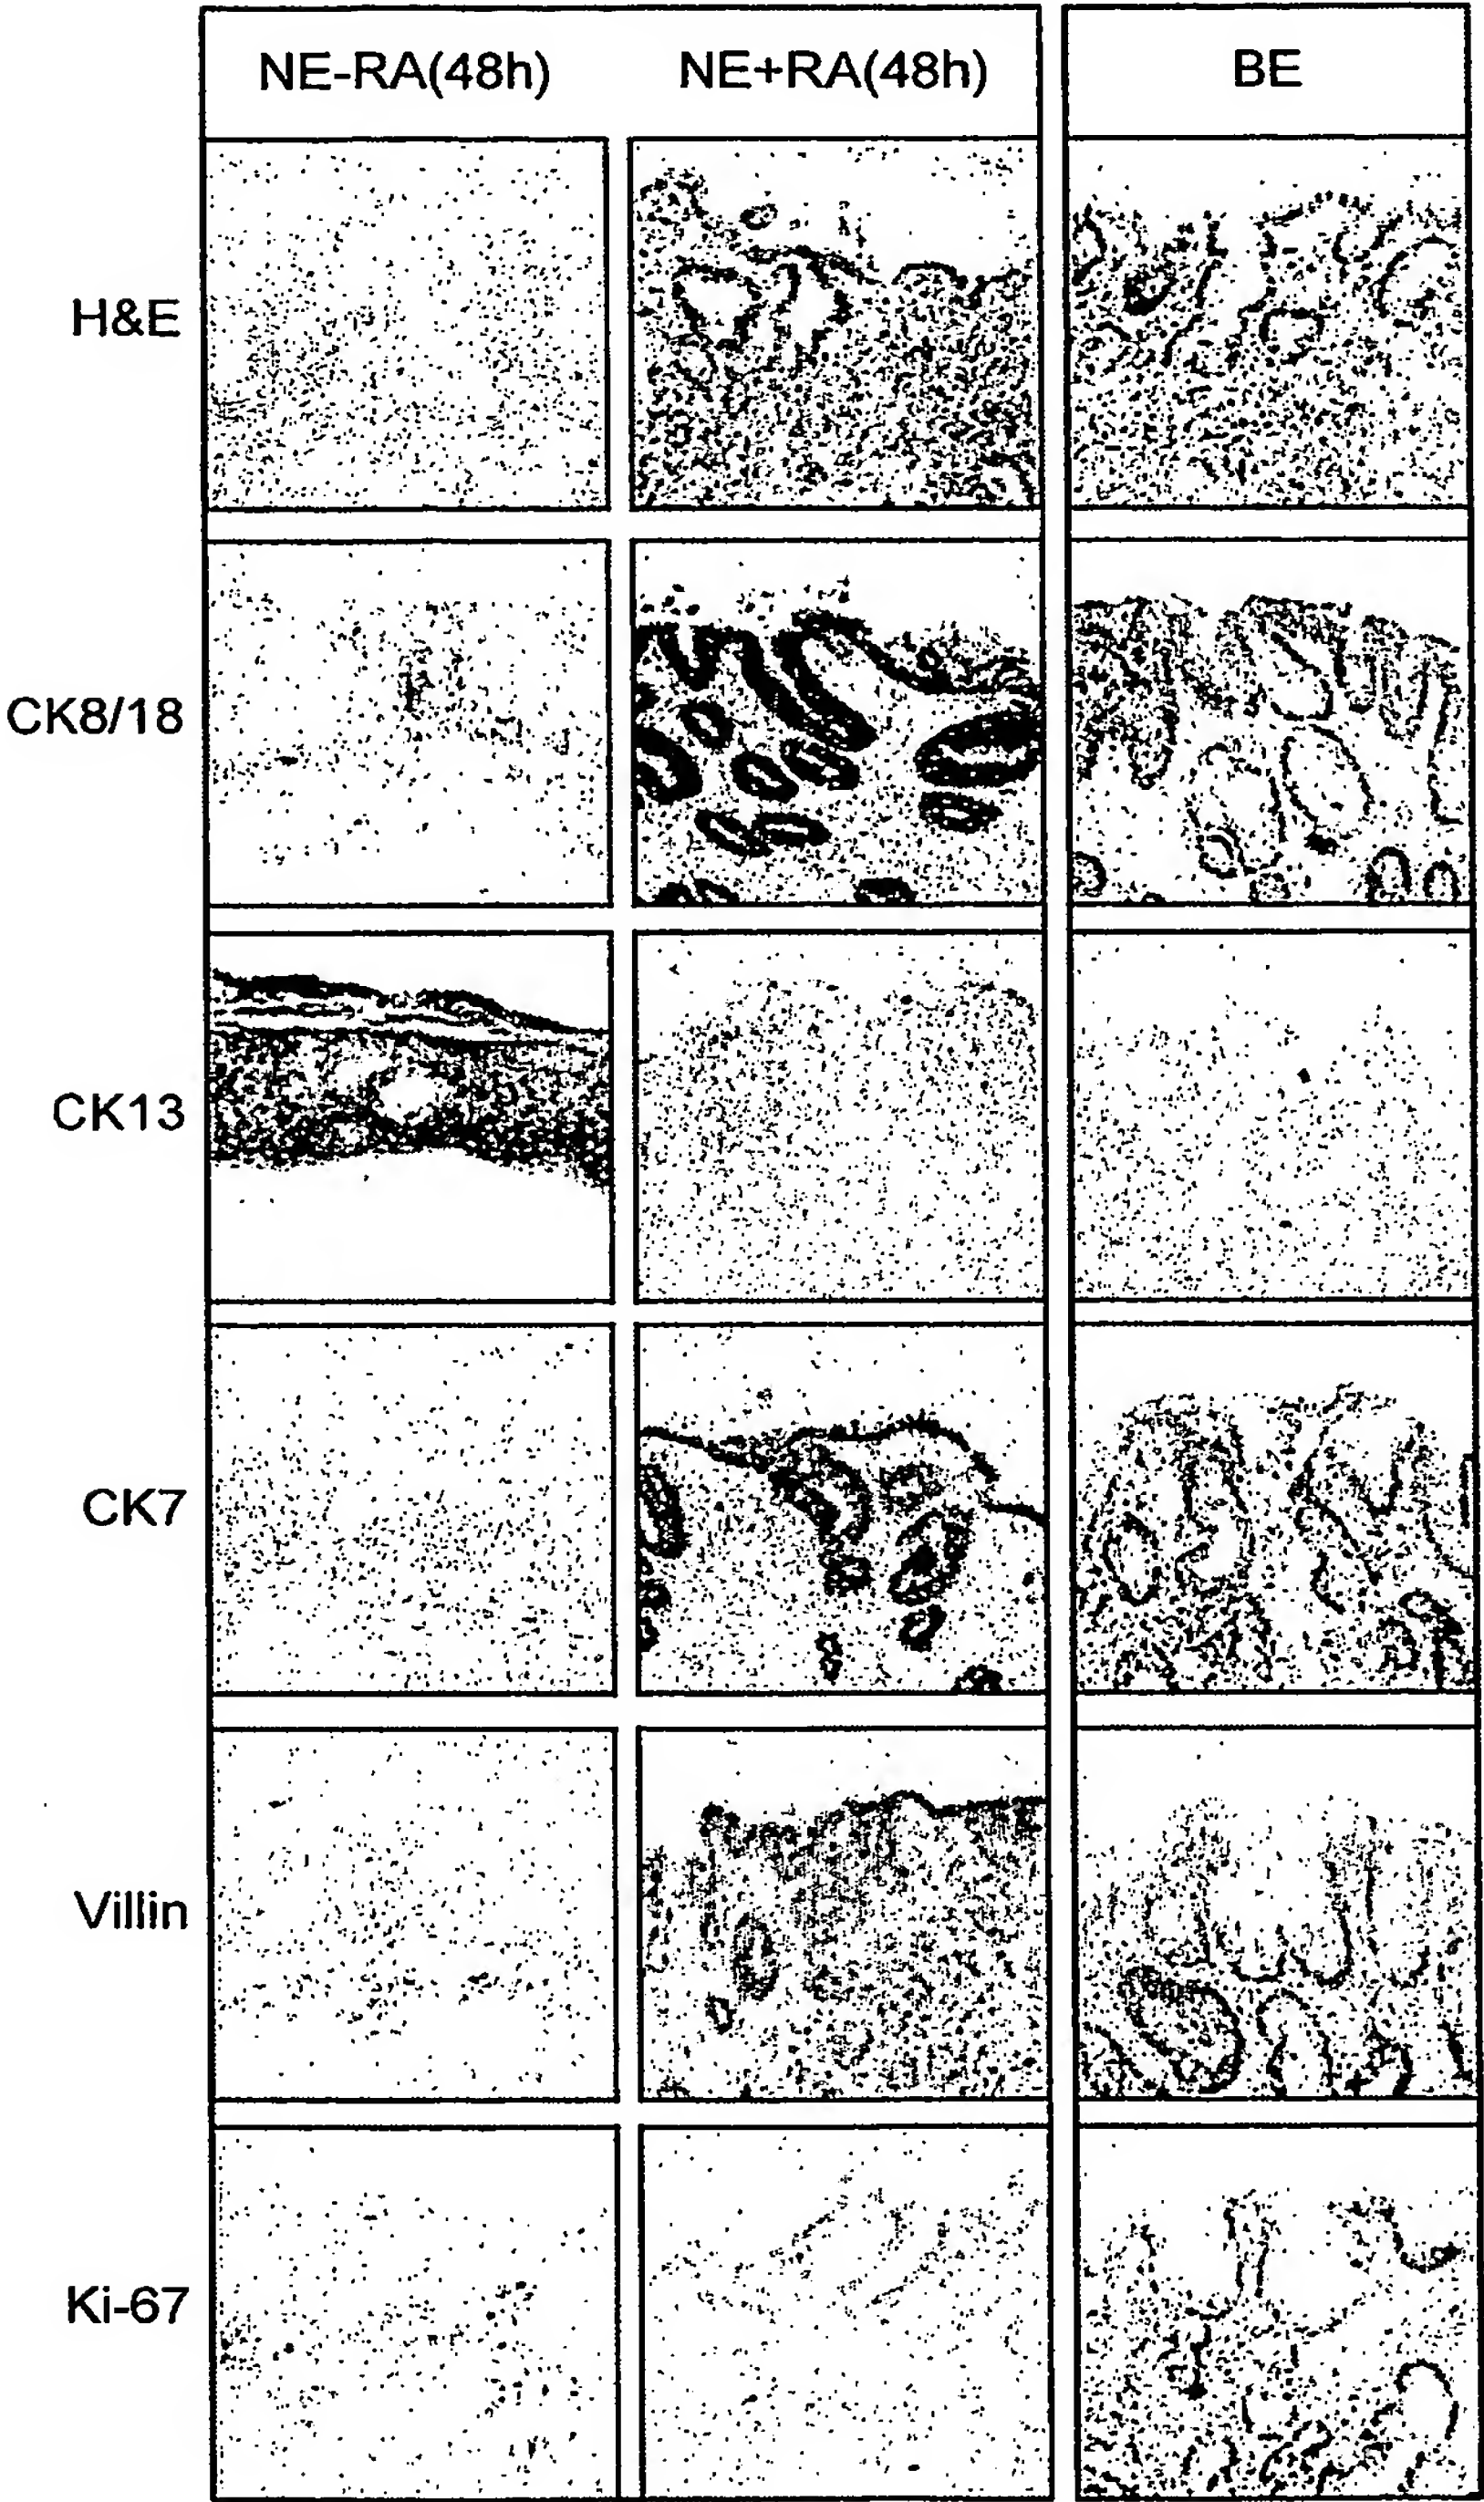 NE-RA(48h) NE+RA(48h) BE
H&E
CK8/18
CK13
CK7
Villin
Ki-67